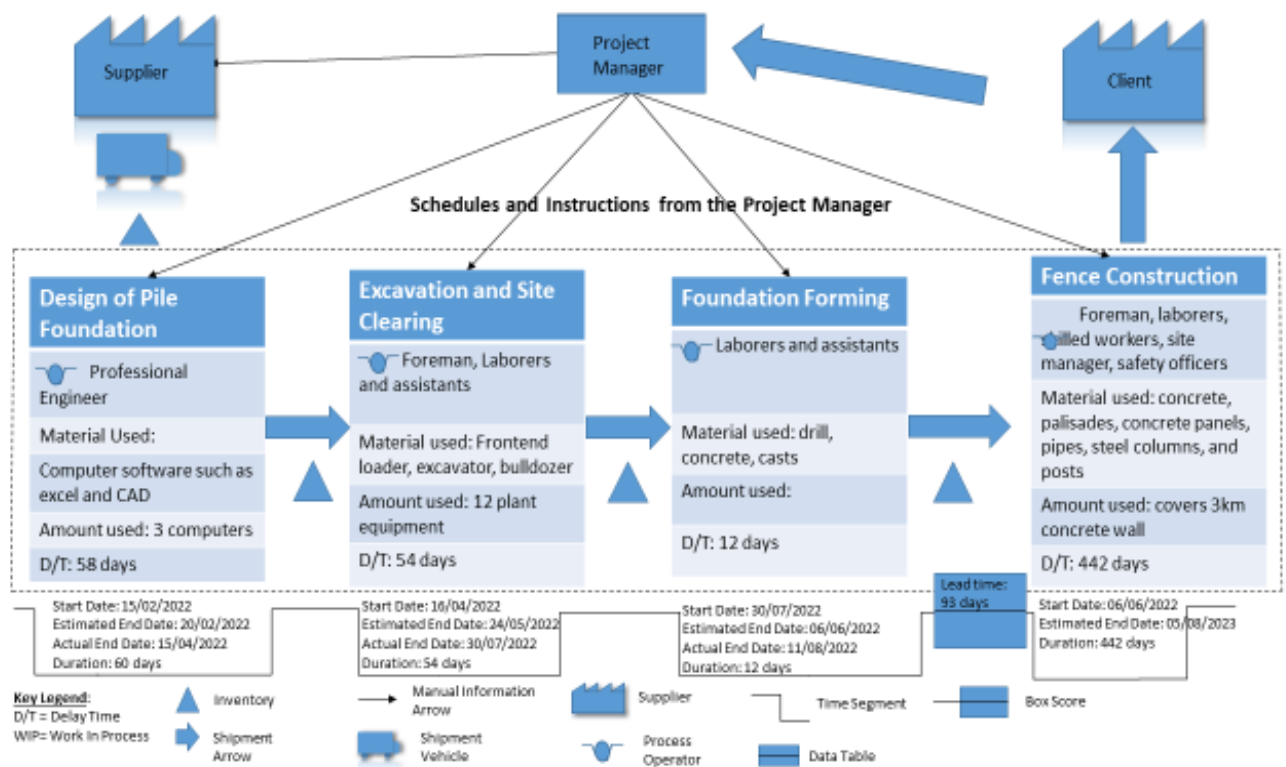 Supplier
Project
Manager
Client
Schedules and Instructions from the Project Manager
Design of Pile
Foundation
Professional
Engineer
Material Used:
Computer software such as
excel and CAD
Amount used: 3 computers
D/T: 58 days
Excavation and Site
Clearing
Foreman, Laborers
and assistants
Material used: Frontend
loader, excavator, bulldozer
Amount used: 12 plant
equipment
D/T: 54 days
Foundation Forming
Laborers and assistants
Material used: drill,
concrete, casts
Amount used:
D/T: 12 days
Fence Construction
Foreman, laborers,
skilled workers, site
manager, safety officers
Material used: concrete,
palisades, concrete panels,
pipes, steel columns, and
posts
Amount used: covers 3km
concrete wall
D/T: 442 days
Start Date: 15/02/2022
Estimated End Date: 20/02/2022
Actual End Date: 15/04/2022
Duration: 60 days
Start Date: 16/04/2022
Estimated End Date: 24/05/2022
Actual End Date: 30/07/2022
Duration: 54 days
Start Date: 30/07/2022
Estimated End Date: 06/06/2022
Actual End Date: 11/08/2022
Duration: 12 days
Lead time:
93 days
Start Date: 06/06/2022
Estimated End Date: 05/08/2023
Duration: 442 days
Key Legend:
D/T = Delay Time
WIP= Work In Process
Inventory
Shipment
Arrow
Manual Information
Arrow
Shipment
Vehicle
Supplier
Process
Operator
Time Segment
Data Table
Box Score